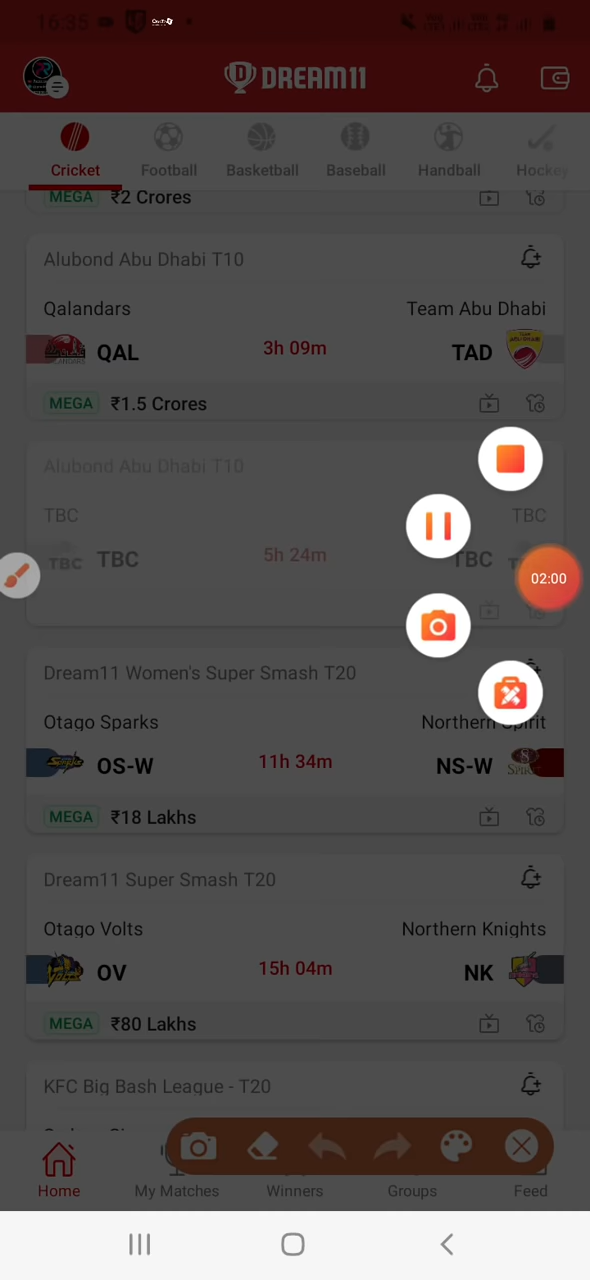 16:35
DREAM11
Cricket
Football
Basketball
Baseball
Handball
Hockey
MEGA ₹2 Crores
Alubond Abu Dhabi T10
Qalandars Team Abu Dhabi
QAL 3h 09m TAD
MEGA ₹1.5 Crores
Alubond Abu Dhabi T10
TBC TBC
TBC TBC 5h 24m TBC
02:00
Dream11 Women's Super Smash T20
Otago Sparks Northern Spirit
OS-W 11h 34m NS-W
MEGA ₹18 Lakhs
Dream11 Super Smash T20
Otago Volts Northern Knights
OV 15h 04m NK
MEGA ₹80 Lakhs
KFC Big Bash League - T20
Home
My Matches
Winners
Groups
Feed